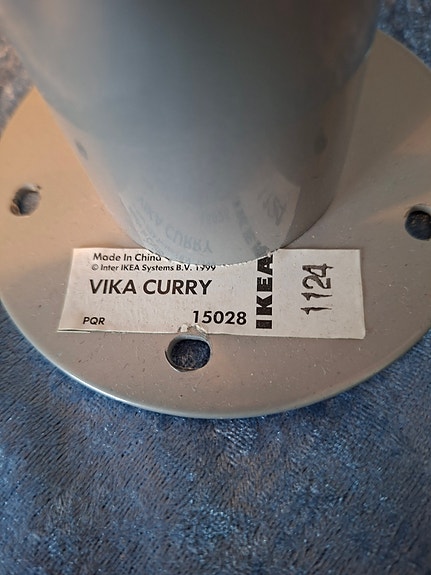 Made In China
© Inter IKEA Systems B.V. 1999
VIKA CURRY
PQR 15028
IKEA
1124